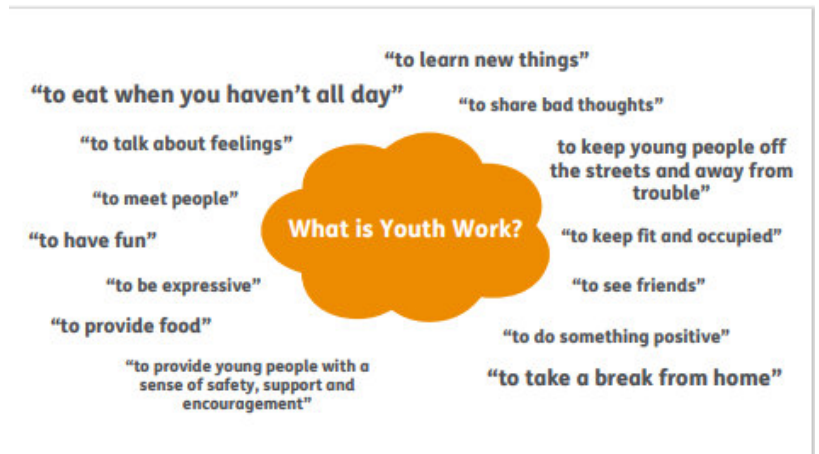 “to learn new things”
“to eat when you haven’t all day”
“to share bad thoughts”
“to talk about feelings”
to keep young people off
the streets and away from
trouble”
“to meet people”
What is Youth Work?
“to have fun”
“to keep fit and occupied”
“to be expressive”
“to see friends”
“to provide food”
“to do something positive”
“to provide young people with a
sense of safety, support and
encouragement”
“to take a break from home”